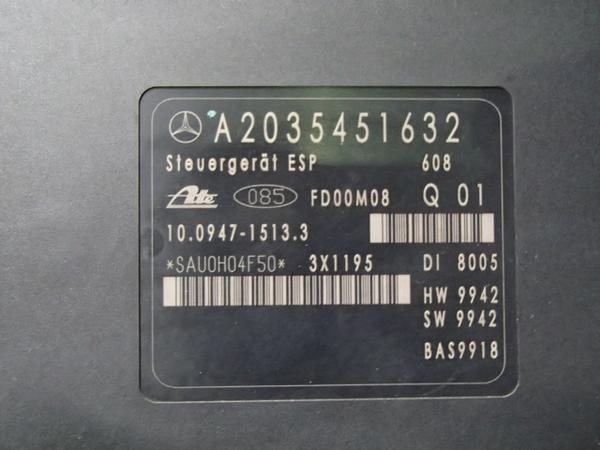 A2035451632
Steuergerät ESP 608
Ate 085 FD00M08 Q 01
10.0947-1513.3
*SAU0H04F50* 3X1195 DI 8005
HW 9942
SW 9942
BAS9918